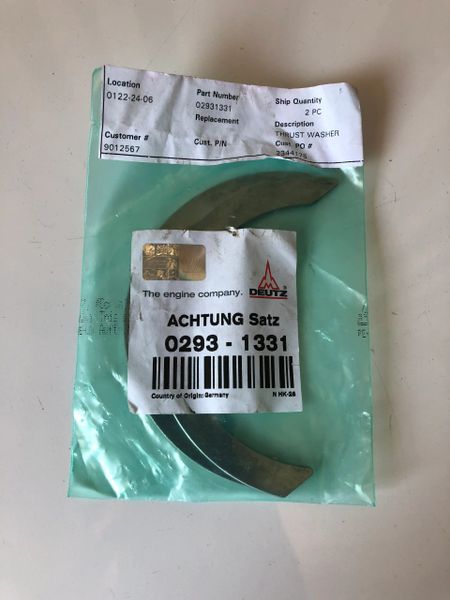 Location
0122-24-06
Part Number
02931331
Replacement
Ship Quantity
2 PC
Description
THRUST WASHER
Customer #
9012567
Cust. P/N
Cust. PO #
2344125
The engine company. DEUTZ
ACHTUNG Satz
0293 - 1331
Country of Origin: Germany
N HK-28